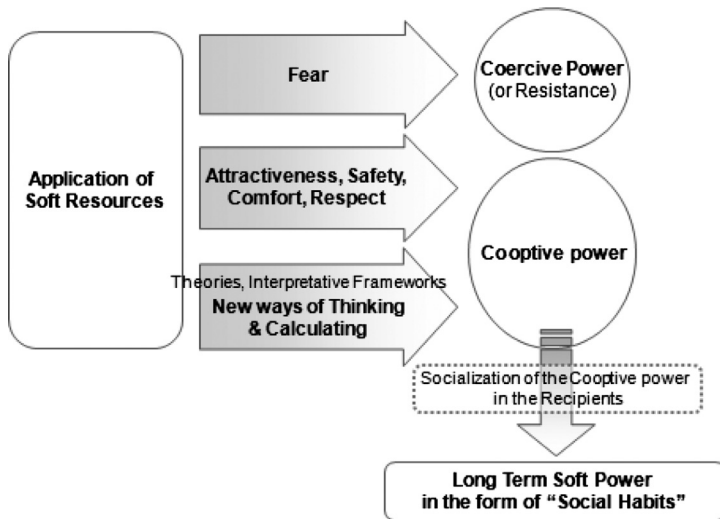 Fear
Coercive Power
(or Resistance)
Application of
Soft Resources
Attractiveness, Safety,
Comfort, Respect
Cooptive power
Theories, Interpretative Frameworks
New ways of Thinking
& Calculating
Socialization of the Cooptive power
in the Recipients
Long Term Soft Power
in the form of “Social Habits”